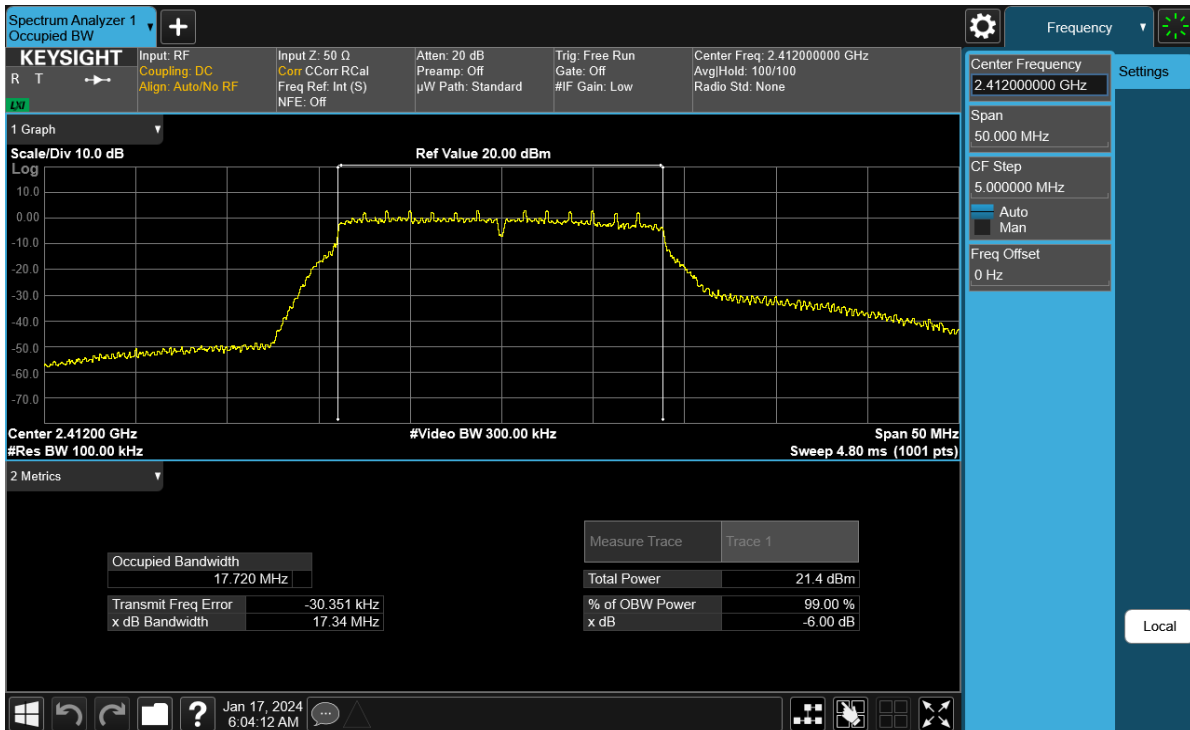 Spectrum Analyzer 1
Occupied BW
Frequency
KEYSIGHT
R T
LXI
Input: RF
Coupling: DC
Align: Auto/No RF
Input Z: 50 Ω
Corr CCorr RCal
Freq Ref: Int (S)
NFE: Off
Atten: 20 dB
Preamp: Off
µW Path: Standard
Trig: Free Run
Gate: Off
#IF Gain: Low
Center Freq: 2.412000000 GHz
Avg|Hold: 100/100
Radio Std: None
Center Frequency
2.412000000 GHz
Settings
Span
50.000 MHz
CF Step
5.000000 MHz
Auto
Man
Freq Offset
0 Hz
Local
1 Graph
Scale/Div 10.0 dB
Ref Value 20.00 dBm
Log
10.0
0.00
-10.0
-20.0
-30.0
-40.0
-50.0
-60.0
-70.0
Center 2.41200 GHz
#Video BW 300.00 kHz
Span 50 MHz
#Res BW 100.00 kHz
Sweep 4.80 ms (1001 pts)
2 Metrics
Measure Trace
Trace 1
Occupied Bandwidth
17.720 MHz
Total Power
21.4 dBm
Transmit Freq Error
-30.351 kHz
% of OBW Power
99.00 %
x dB Bandwidth
17.34 MHz
x dB
-6.00 dB
Jan 17, 2024
6:04:12 AM